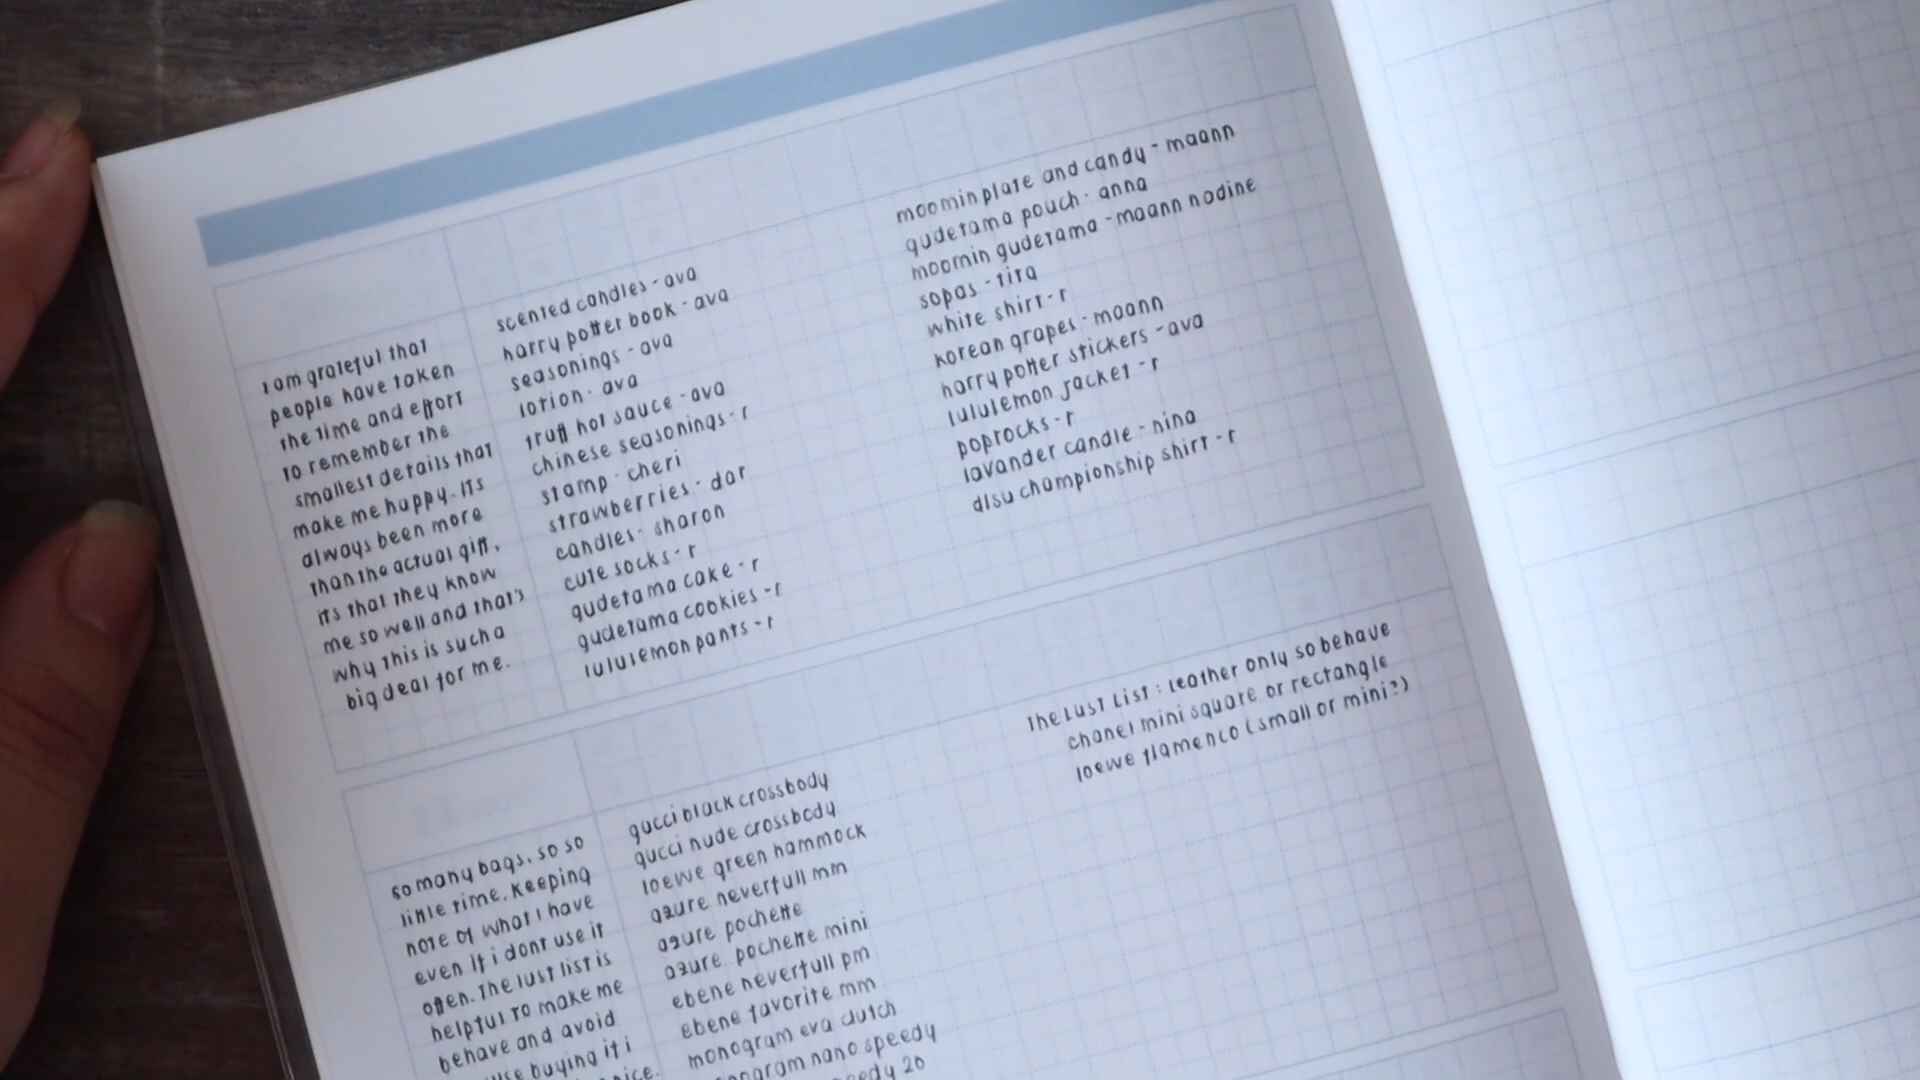 I am grateful that
people have taken
the time and effort
to remember the
smallest details that
make me happy. Its
always been more
than the actual gift,
its that they know
me so well and that's
why this is such a
big deal for me.
scented candles - ava
harry potter book - ava
seasonings - ava
lotion - ava
truff hot sauce - ava
chinese seasonings - r
stamp - cheri
strawberries - dar
candles - sharon
cute socks - r
gudetama cake - r
gudetama cookies - r
lululemon pants - r
moomin plate and candy - maann
gudetama pouch - anna
moomin gudetama - maann nadine
sopas - tita
white shirt - r
korean grapes - maann
harry potter stickers - ava
lululemon jacket - r
poprocks - r
lavander candle - nina
dlsu championship shirt - r
so many bags, so so
little time. Keeping
note of what I have
even if i dont use it
often. The lust list is
helpful to make me
behave and avoid
buying it i
gucci black crossbody
gucci nude crossbody
loewe green hammock
azure neverfull mm
azure pochette
azure pochette mini
ebene neverfull pm
ebene favorite mm
monogram eva clutch
nano speedy
20
The Lust List: Leather only so behave
chanel mini square or rectangle
loewe flamenco (small or mini?)